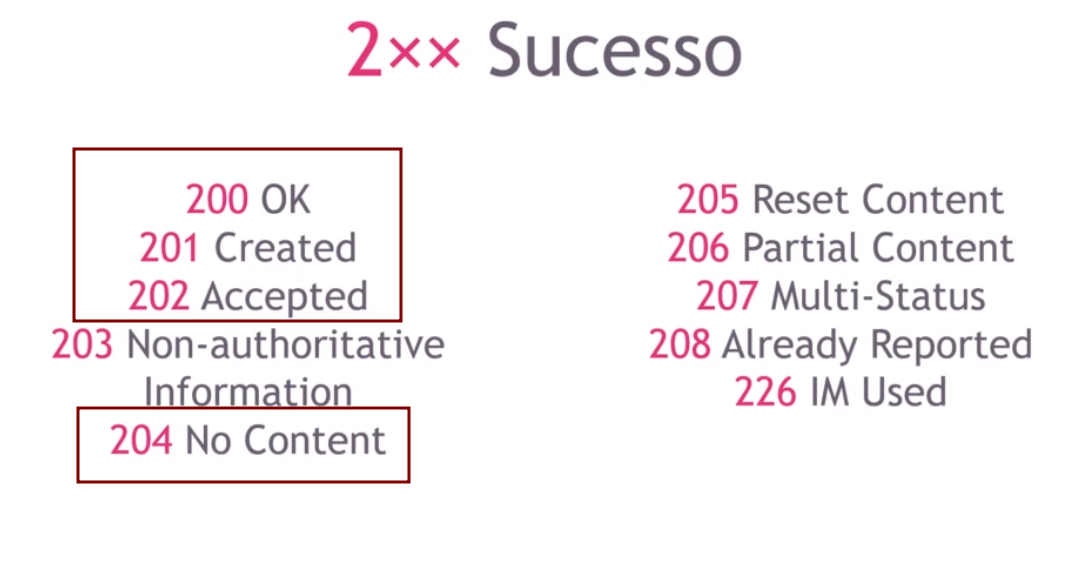 2×× Sucesso
200 OK
201 Created
202 Accepted
203 Non-authoritative
Information
204 No Content
205 Reset Content
206 Partial Content
207 Multi-Status
208 Already Reported
226 IM Used